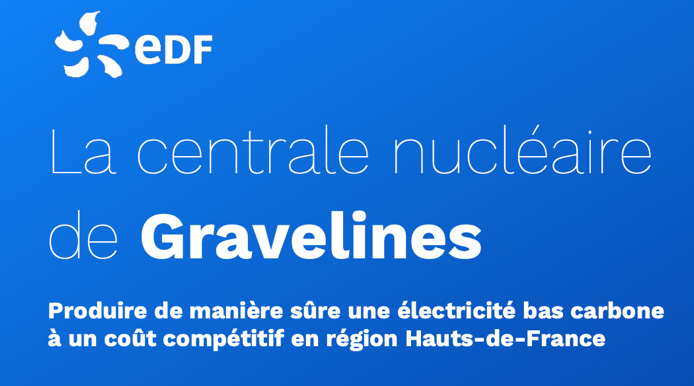 eDF
La centrale nucléaire
de Gravelines
Produire de manière sûre une électricité bas carbone
à un coût compétitif en région Hauts-de-France